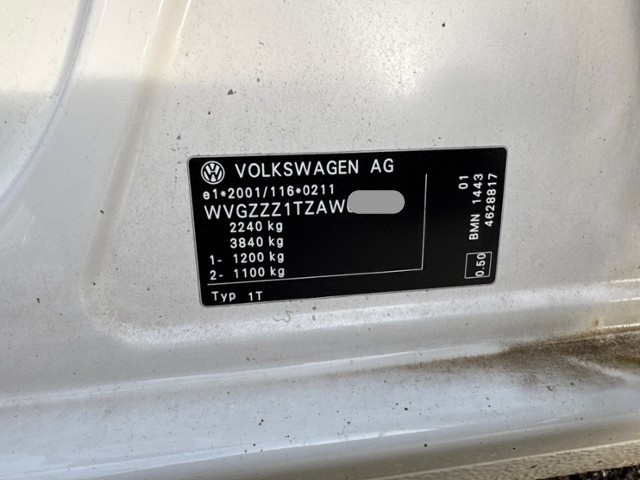 VOLKSWAGEN AG
e1*2001/116*0211
WVGZZZ1TZAW
2240 kg
3840 kg
1- 1200 kg
2- 1100 kg
Typ 1T
01
BMN 1443
4628817
0.50